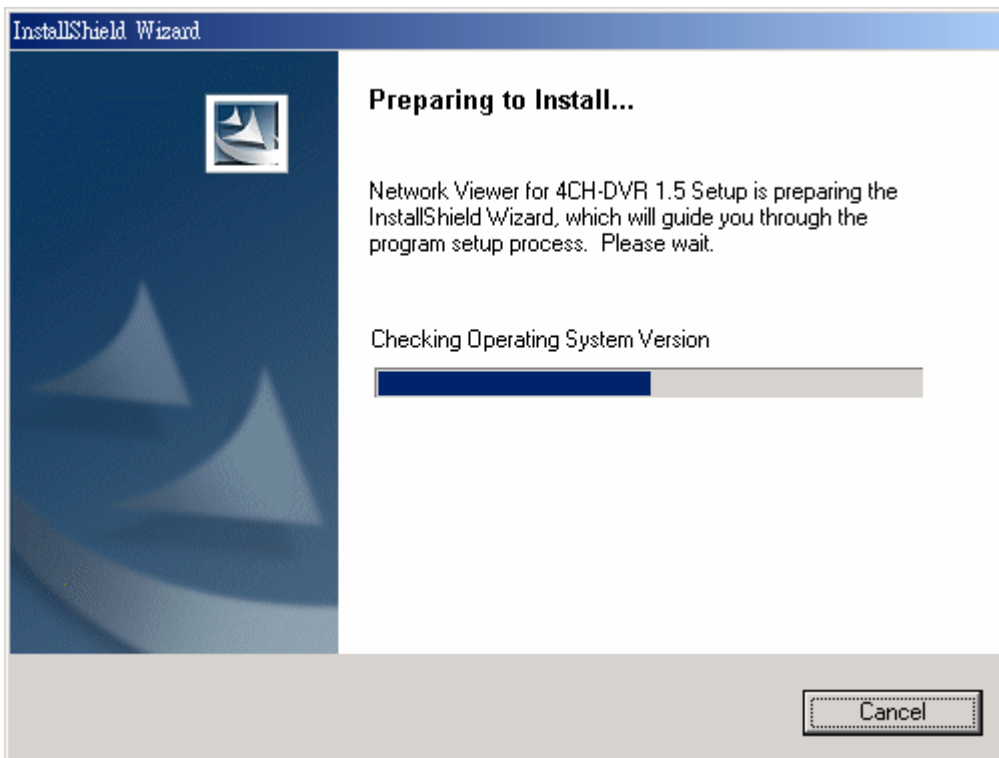 InstallShield Wizard
Preparing to Install...
Network Viewer for 4CH-DVR 1.5 Setup is preparing the
InstallShield Wizard, which will guide you through the
program setup process.  Please wait.
Checking Operating System Version
Cancel